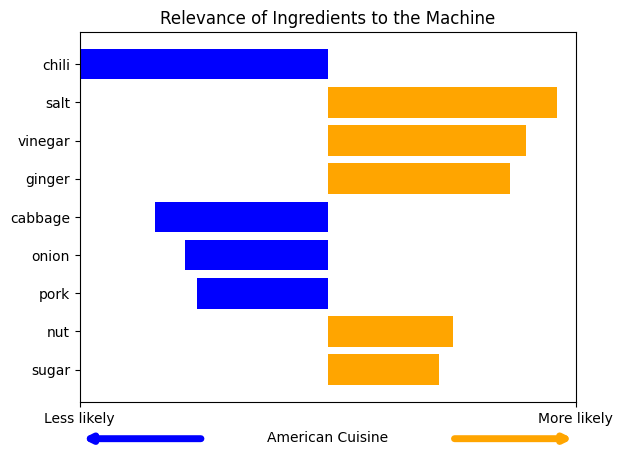 Relevance of Ingredients to the Machine
chili
salt
vinegar
ginger
cabbage
onion
pork
nut
sugar
Less likely
More likely
American Cuisine